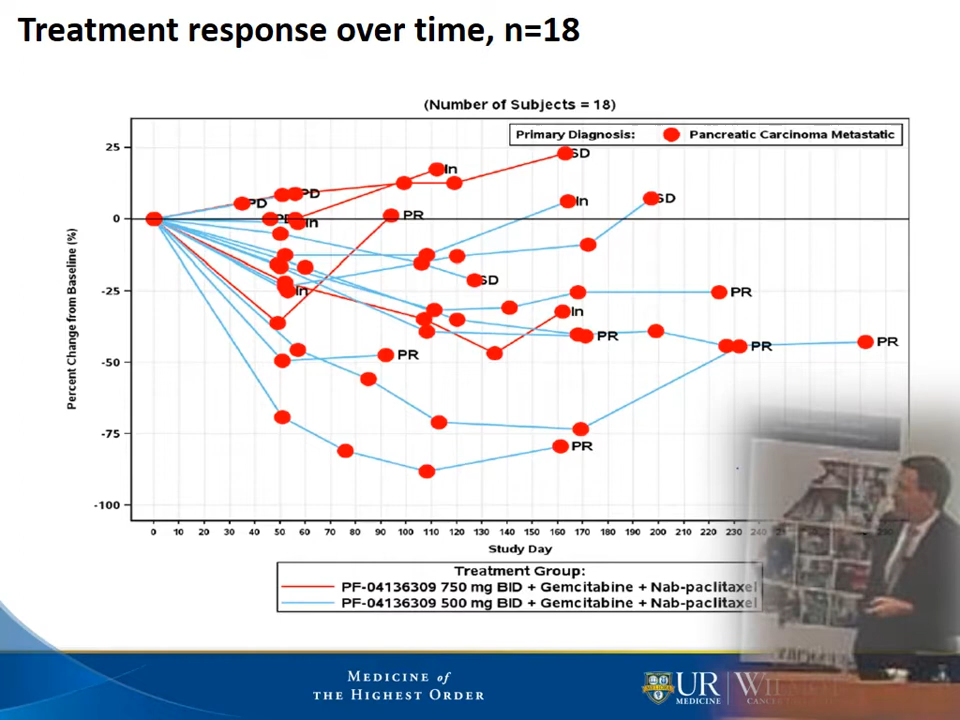 Treatment response over time, n=18
(Number of Subjects = 18)
Primary Diagnosis: Pancreatic Carcinoma Metastatic
Percent Change from Baseline (%)
25
0
-25
-50
-75
-100
PD
PD
In
SD
In
PR
In
SD
SD
In
PR
In
PR
PR
PR
PR
PR
0 10 20 30 40 50 60 70 80 90 100 110 120 130 140 150 160 170 180 190 200 210 220 230
Study Day
Treatment Group:
PF-04136309 750 mg BID + Gemcitabine + Nab-paclitaxel
PF-04136309 500 mg BID + Gemcitabine + Nab-paclitaxel
MEDICINE of
THE HIGHEST ORDER
MELIORA
UR
MEDICINE